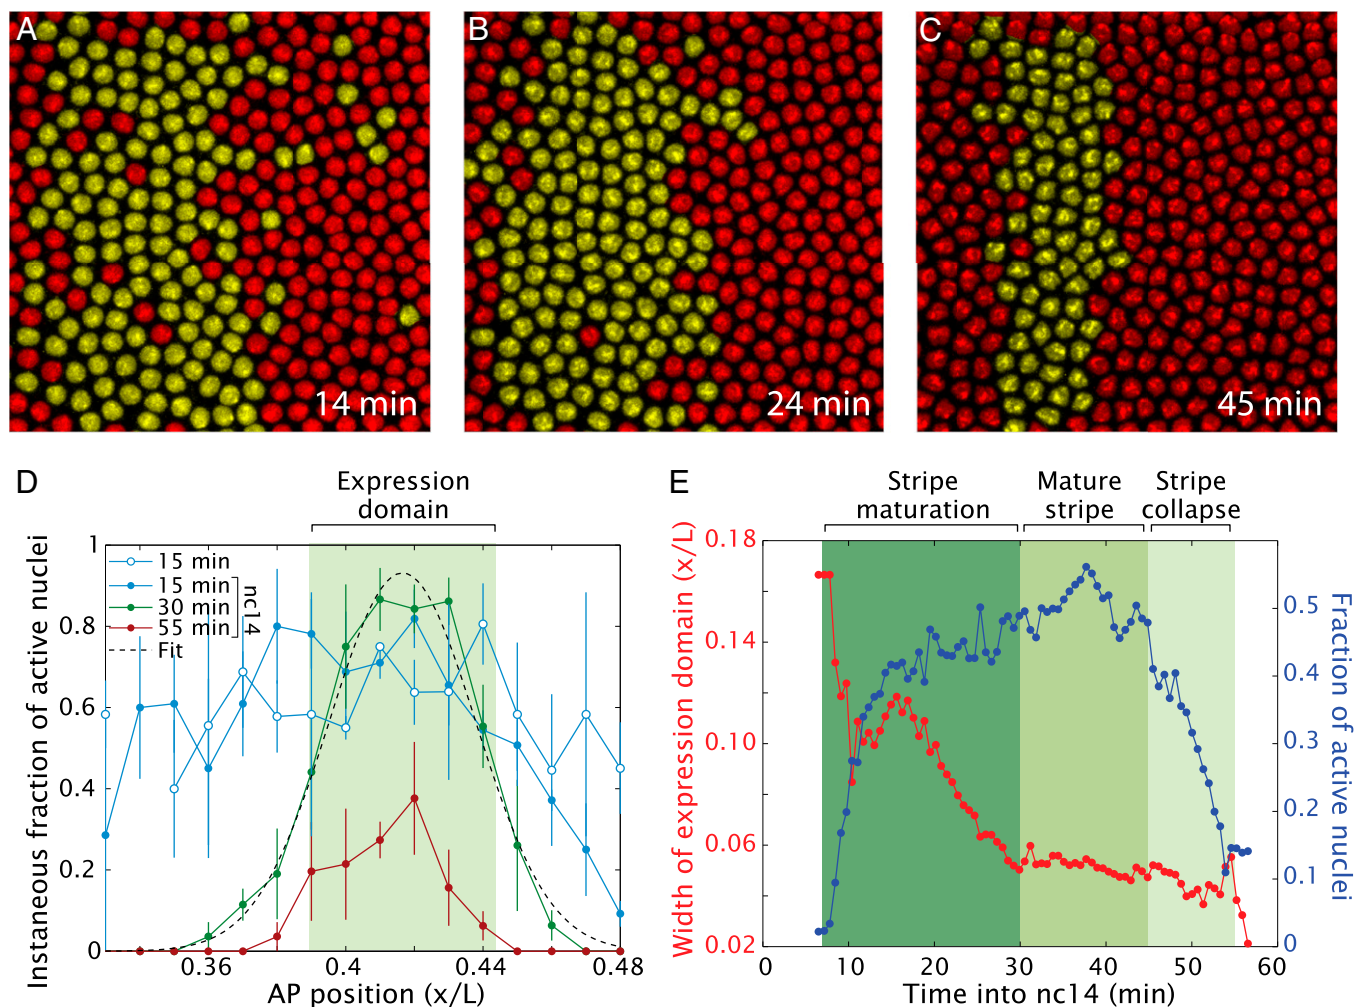 A
B
C
14 min
24 min
45 min
D
Expression
domain
Instaneous fraction of active nuclei
1
0.8
0.6
0.4
0.2
0
15 min
15 min
30 min
55 min
nc14
Fit
0.36
0.4
0.44
0.48
AP position (x/L)
E
Stripe
maturation
Mature
stripe
Stripe
collapse
Width of expression domain (x/L)
0.18
0.14
0.10
0.06
0.02
Fraction of active nuclei
0.5
0.4
0.3
0.2
0.1
0
0
10
20
30
40
50
60
Time into nc14 (min)